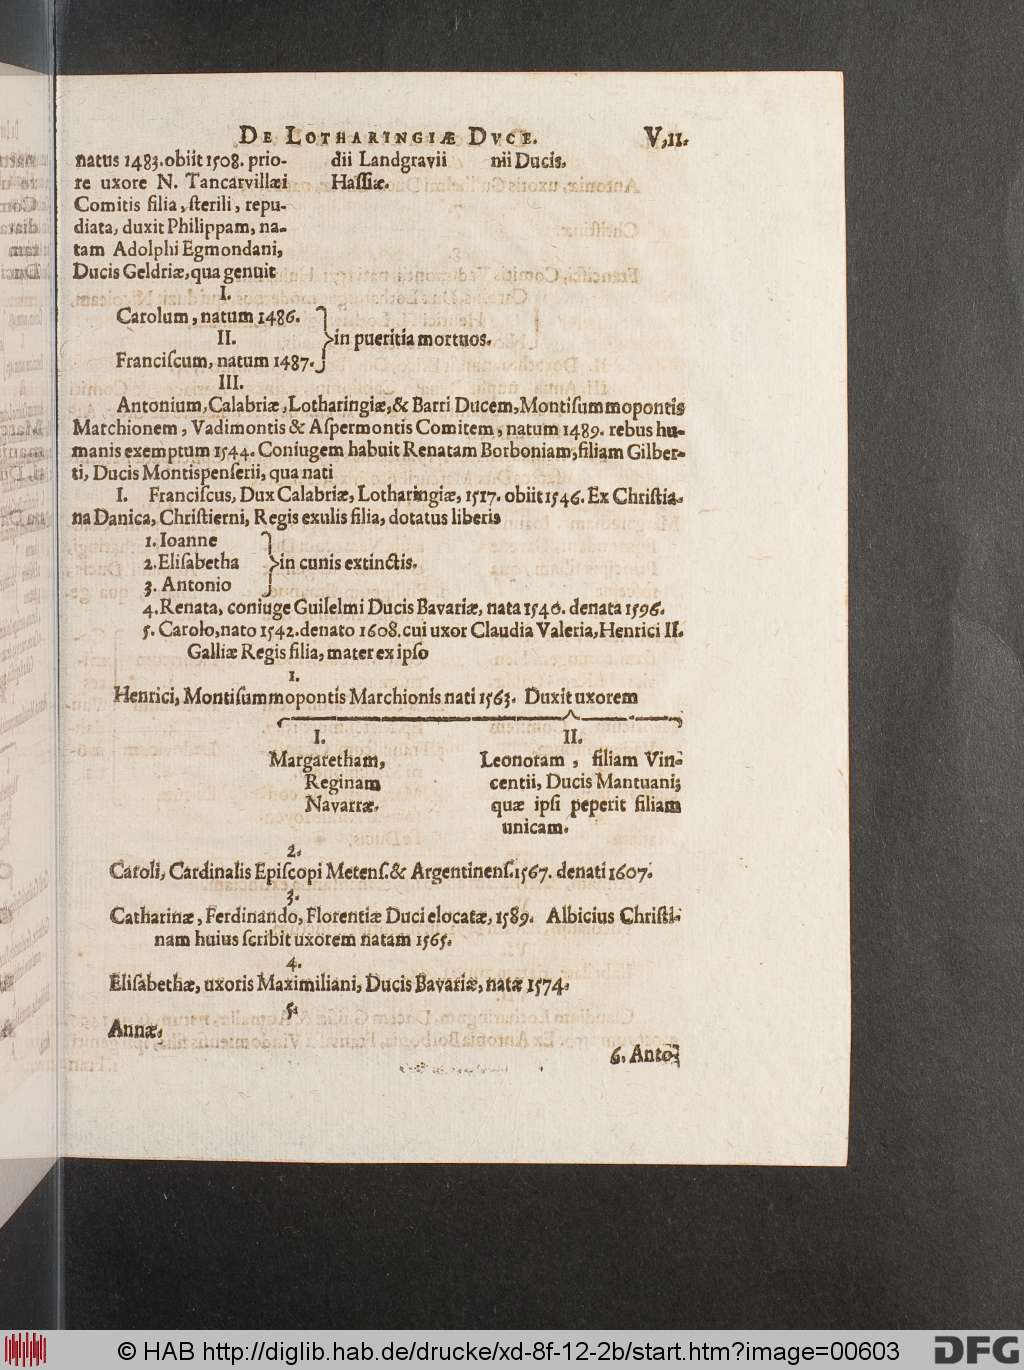 DE LOTHARINGIÆ DVCE. V,11.
natus 1483. obiit 1508. prio-
re uxore N. Tancarvillæi
Comitis filia, ſterili, repu-
diata, duxit Philippam, na-
tam Adolphi Egmondani,
Ducis Geldriæ, qua genuit
dii Landgravii
Haſſiæ.
nii Ducis.
I.
Carolum, natum 1486.
II.
in pueritia mortuos.
Franciſcum, natum 1487.
III.
Antonium, Calabriæ, Lotharingiæ, & Barri Ducem, Montiſummopontis
Marchionem, Vadimontis & Aſpermontis Comitem, natum 1489. rebus hu-
manis exemptum 1544. Coniugem habuit Renatam Borboniam, filiam Gilber-
ti, Ducis Montispenſerii, qua nati
I. Franciſcus, Dux Calabriæ, Lotharingiæ, 1517. obiit 1546. Ex Chriſtia-
na Danica, Chriſtierni, Regis exulis filia, dotatus liberis
1. Ioanne
2. Eliſabetha
in cunis extinctis.
3. Antonio
4. Renata, coniuge Guilelmi Ducis Bavariæ, nata 1540. denata 1596.
5. Carolo, nato 1542. denato 1608. cui uxor Claudia Valeria, Henrici II.
Galliæ Regis filia, mater ex ipſo
1.
Henrici, Montiſummopontis Marchionis nati 1563. Duxit uxorem
I.
Margaretham,
Reginam
Navarræ.
II.
Leonoram, filiam Vin-
centii, Ducis Mantuani;
quæ ipſi peperit filiam
unicam.
2.
Caroli, Cardinalis Epiſcopi Metenſ. & Argentinenſ. 1567. denati 1607.
3.
Catharinæ, Ferdinando, Florentiæ Duci elocatæ, 1589. Albicius Chriſti-
nam huius ſcribit uxorem natam 1565.
4.
Eliſabethæ, uxoris Maximiliani, Ducis Bavariæ, natæ 1574.
5.
Annæ.
6. Anto-
© HAB http://diglib.hab.de/drucke/xd-8f-12-2b/start.htm?image=00603
DFG